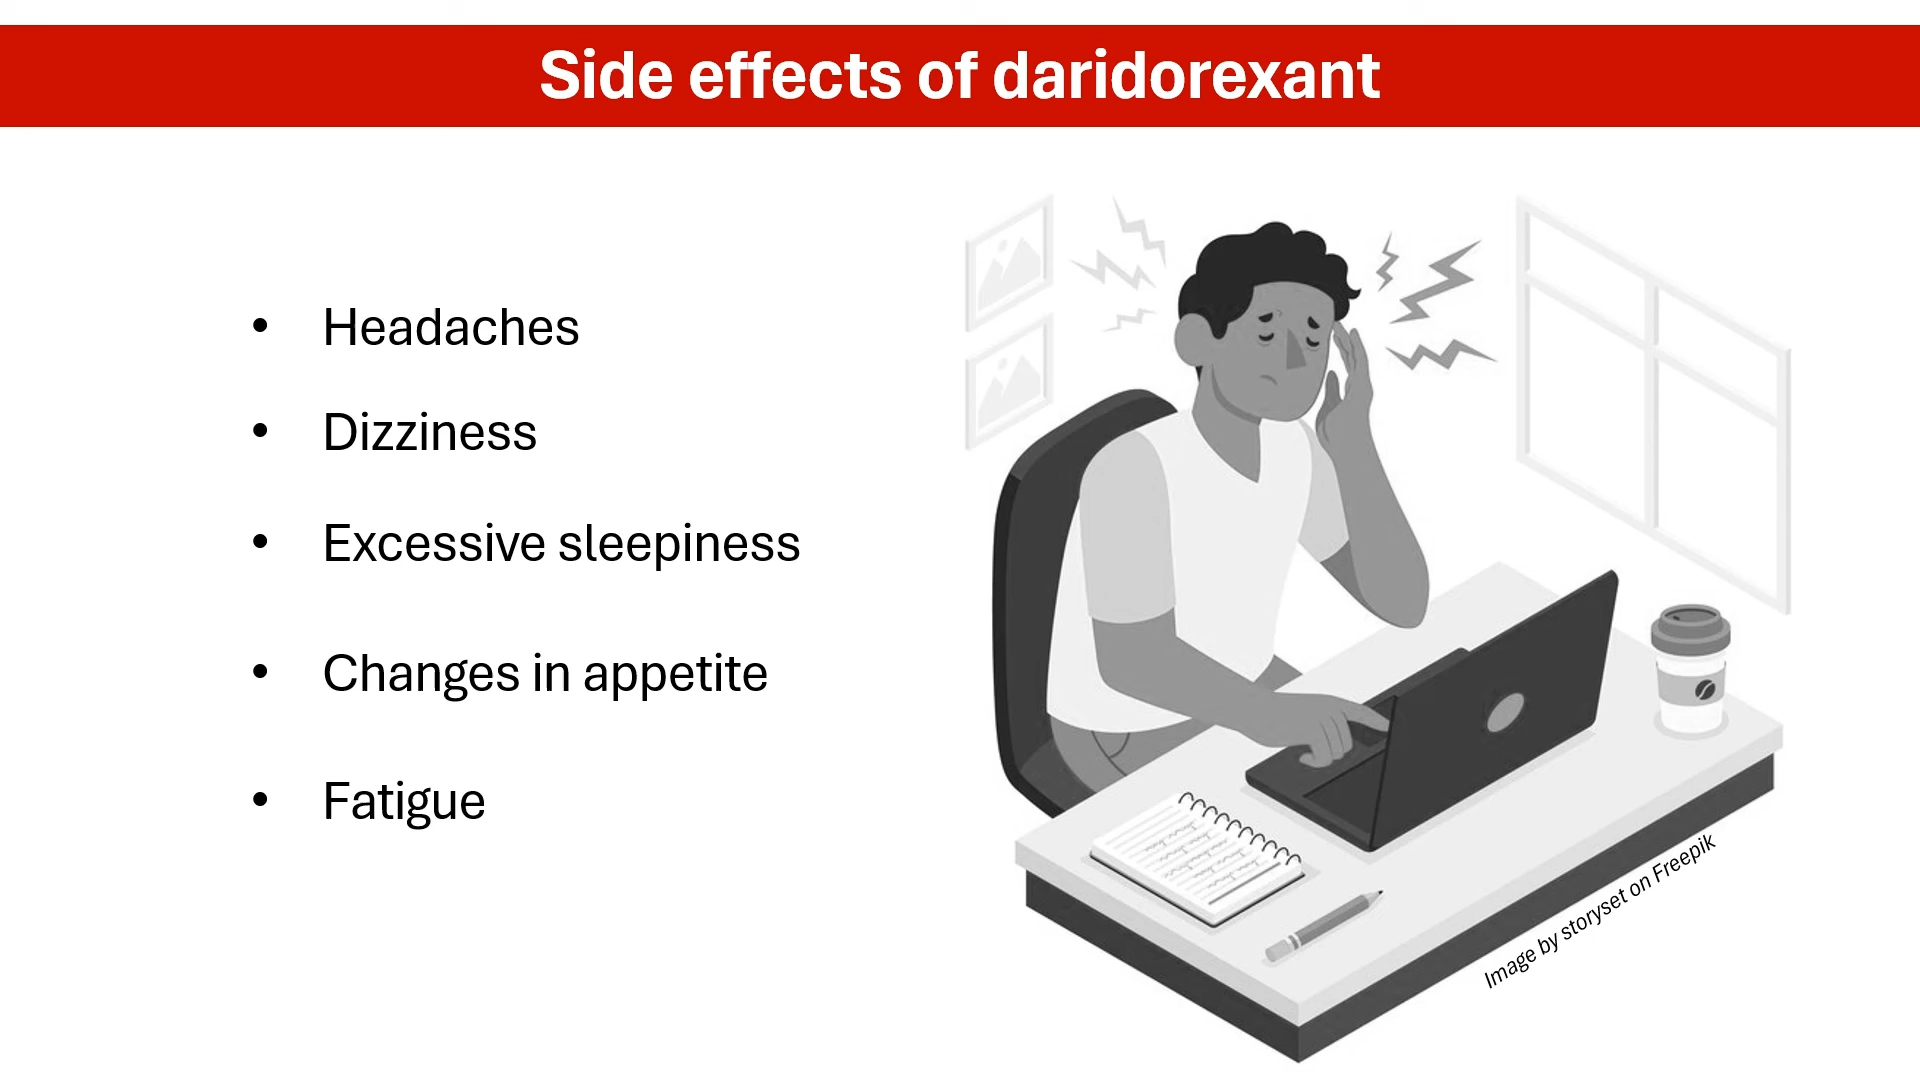 Side effects of daridorexant
• Headaches
• Dizziness
• Excessive sleepiness
• Changes in appetite
• Fatigue
Image by storyset on Freepik